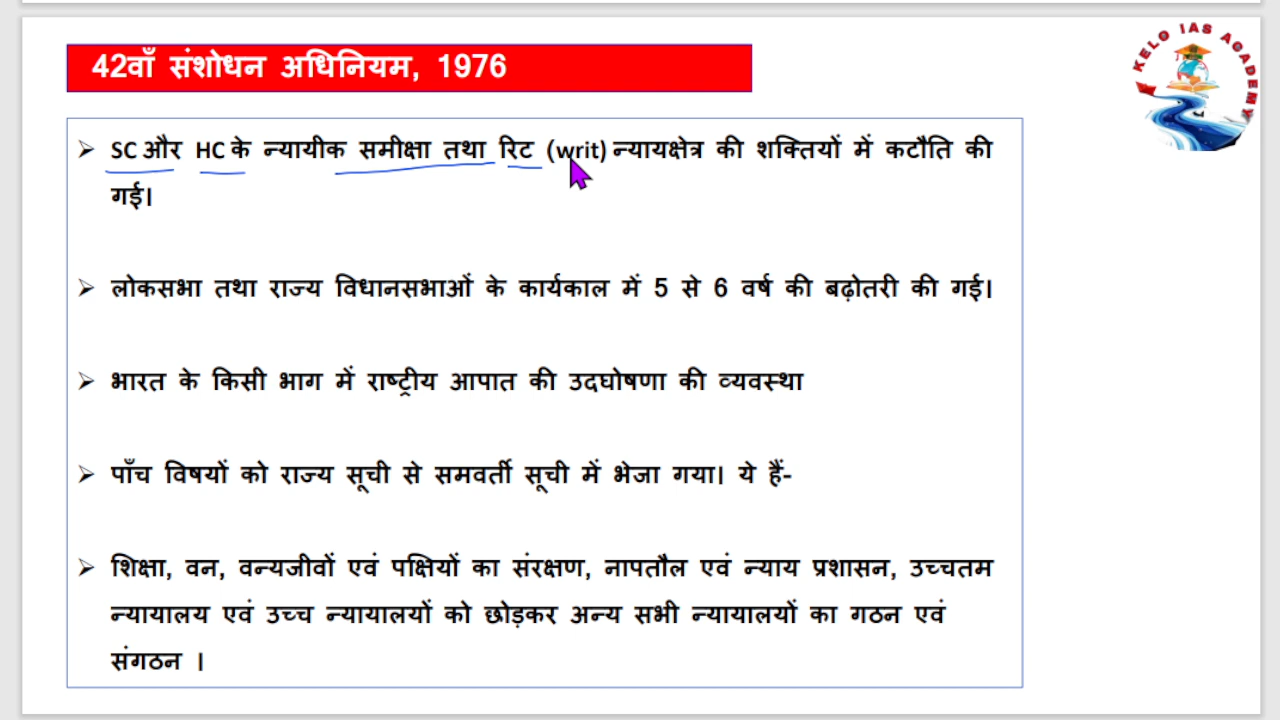 42वाँ संशोधन अधिनियम, 1976
KELO IAS ACADEMY
➢ SC और HC के न्यायीक समीक्षा तथा रिट (writ) न्यायक्षेत्र की शक्तियों में कटौति की
गई।
➢ लोकसभा तथा राज्य विधानसभाओं के कार्यकाल में 5 से 6 वर्ष की बढ़ोतरी की गई।
➢ भारत के किसी भाग में राष्ट्रीय आपात की उदघोषणा की व्यवस्था
➢ पाँच विषयों को राज्य सूची से समवर्ती सूची में भेजा गया। ये हैं-
➢ शिक्षा, वन, वन्यजीवों एवं पक्षियों का संरक्षण, नापतौल एवं न्याय प्रशासन, उच्चतम
न्यायालय एवं उच्च न्यायालयों को छोड़कर अन्य सभी न्यायालयों का गठन एवं
संगठन ।